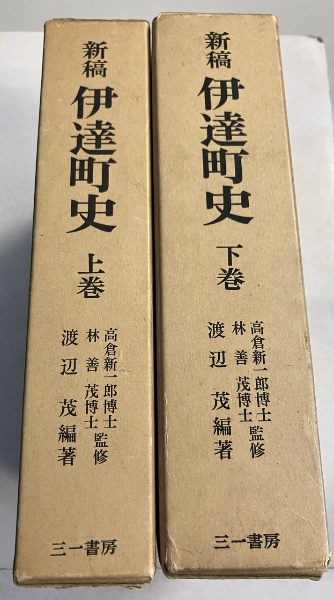 新稿
伊達町史
上巻
高倉新一郎博士
林善茂博士
監修
渡辺茂編著
三一書房
新稿
伊達町史
下巻
高倉新一郎博士
林善茂博士
監修
渡辺茂編著
三一書房